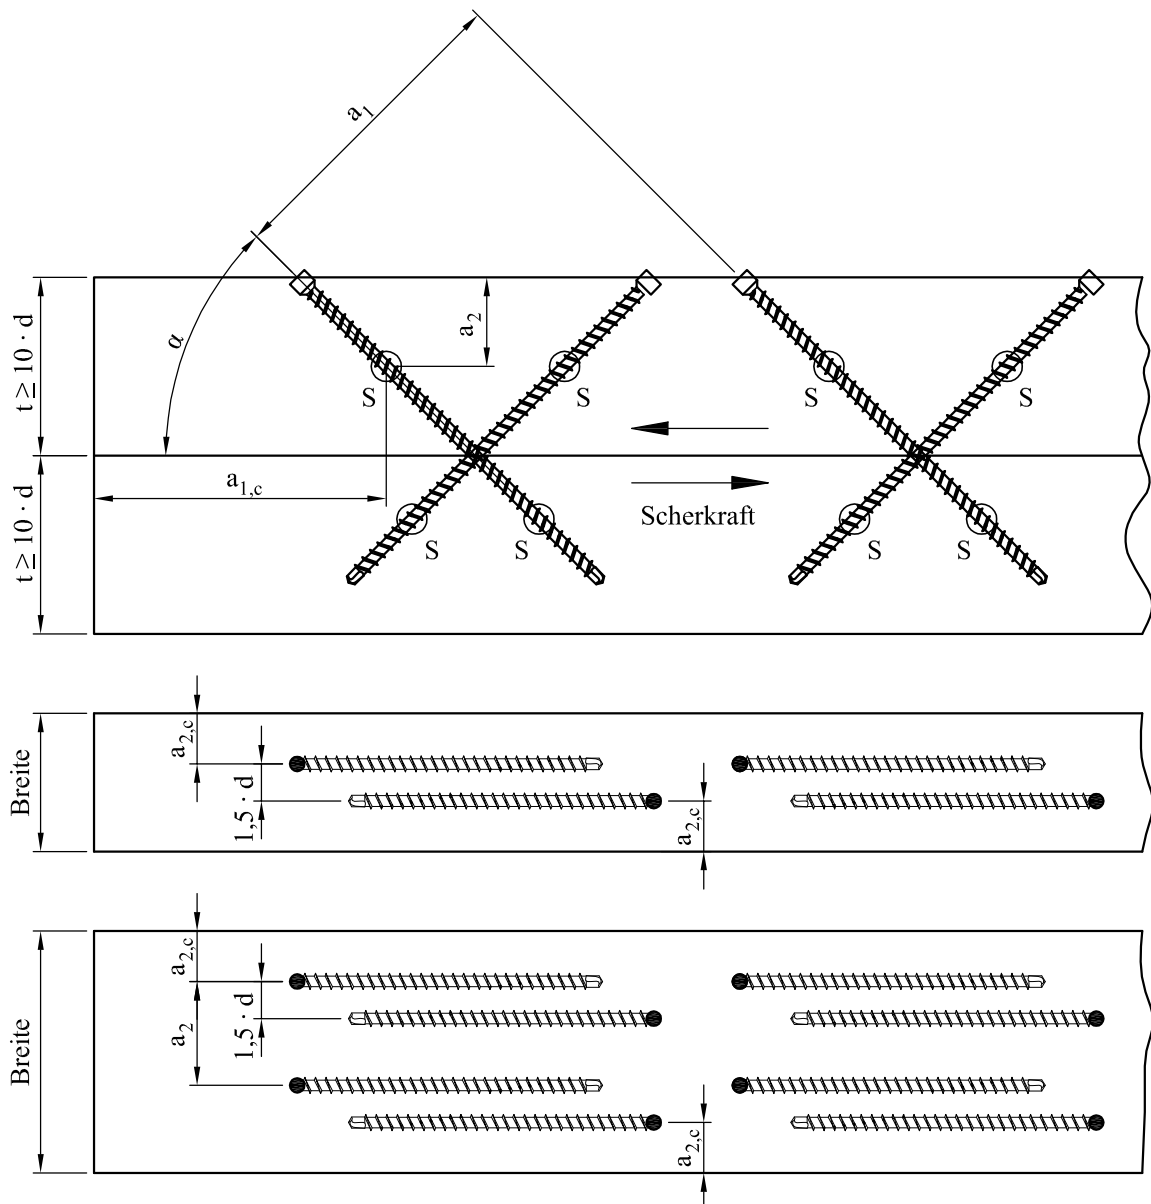 a₁
α
t ≥ 10 · d
a₂
S
S
S
S
a₁,c
Scherkraft
t ≥ 10 · d
S
S
S
S
Breite
a₂,c
1,5 · d
a₂,c
Breite
a₂,c
a₂
1,5 · d
a₂,c